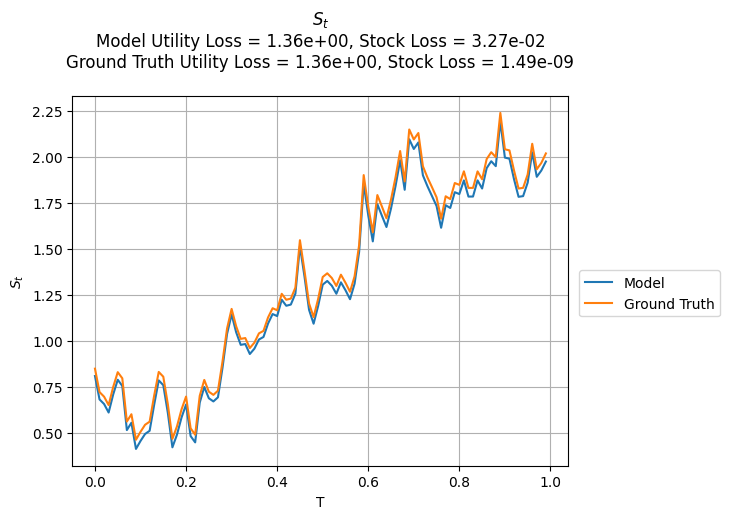 S_t
Model Utility Loss = 1.36e+00, Stock Loss = 3.27e-02
Ground Truth Utility Loss = 1.36e+00, Stock Loss = 1.49e-09
2.25
2.00
1.75
1.50
1.25
1.00
0.75
0.50
S_t
0.0
0.2
0.4
0.6
0.8
1.0
T
Model
Ground Truth